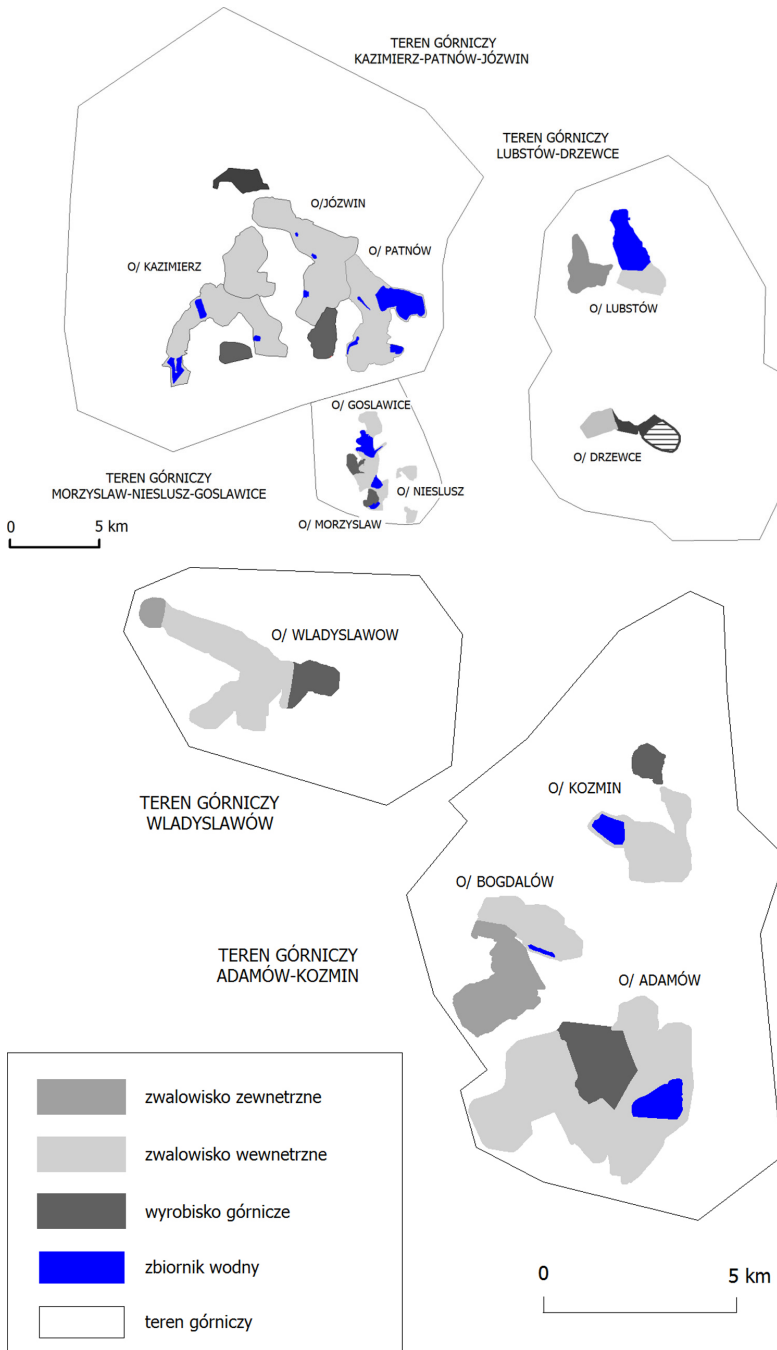 TEREN GÓRNICZY
KAZIMIERZ-PATNÓW-JÓZWIN
TEREN GÓRNICZY
LUBSTÓW-DRZEWCE
O/JÓZWIN
O/ PATNÓW
O/ KAZIMIERZ
O/ LUBSTÓW
O/ GOSLAWICE
O/ DRZEWCE
TEREN GÓRNICZY
MORZYSLAW-NIESLUSZ-GOSLAWICE
O/ NIESLUSZ
O/ MORZYSLAW
0 5 km
O/ WLADYSLAWOW
TEREN GÓRNICZY
WLADYSLAWÓW
O/ KOZMIN
O/ BOGDALÓW
TEREN GÓRNICZY
ADAMÓW-KOZMIN
O/ ADAMÓW
zwalowisko zewnetrzne
zwalowisko wewnetrzne
wyrobisko górnicze
zbiornik wodny
teren górniczy
0 5 km